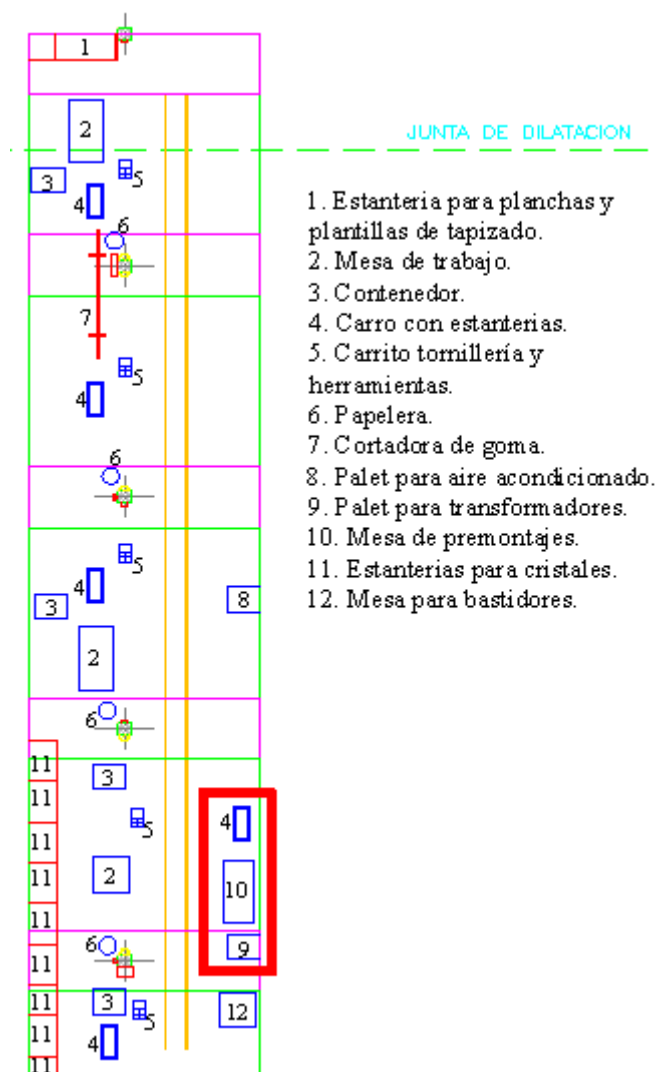 1
2
JUNTA DE DILATACION
3
5
4
6
7
5
4
6
5
4
3
8
2
6
11
3
11
4
5
11
11
2
10
11
6
9
11
11
3
5
12
11
4
11
1. Estanteria para planchas y
plantillas de tapizado.
2. Mesa de trabajo.
3. Contenedor.
4. Carro con estanterias.
5. Carrito tornillería y
herramientas.
6. Papelera.
7. Cortadora de goma.
8. Palet para aire acondicionado.
9. Palet para transformadores.
10. Mesa de premontajes.
11. Estanterias para cristales.
12. Mesa para bastidores.